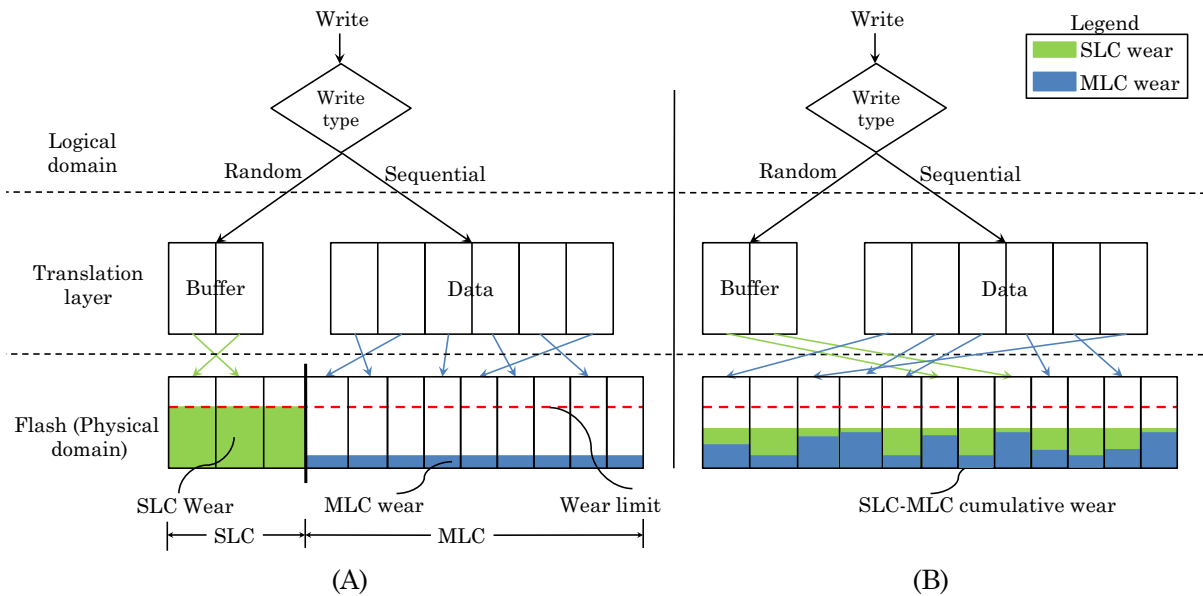 Write
Write
type
Logical
domain
Random
Sequential
Translation
layer
Buffer
Data
Flash (Physical
domain)
SLC Wear
MLC wear
Wear limit
SLC
MLC
(A)
Write
Write
type
Random
Sequential
Buffer
Data
SLC-MLC cumulative wear
(B)
Legend
SLC wear
MLC wear